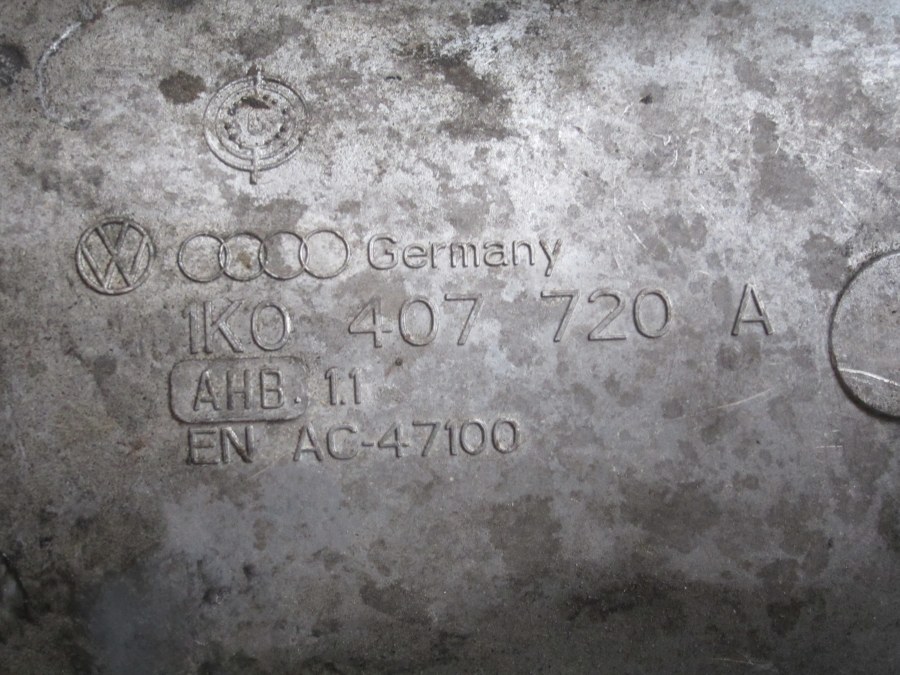 Germany
1K0 407 720 A
AHB. 1.1
EN AC-47100